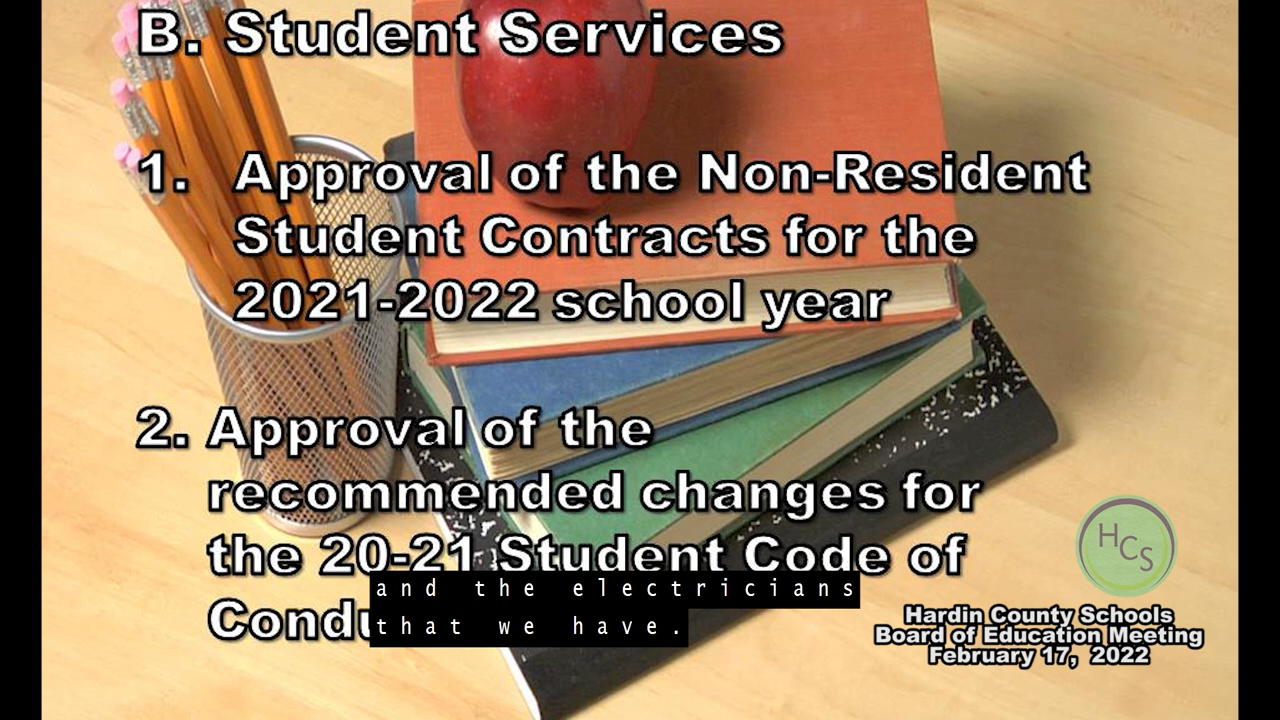 B. Student Services
1. Approval of the Non-Resident
Student Contracts for the
2021-2022 school year
2. Approval of the
recommended changes for
the 20-21 Student Code of
Condu
and the electricians
that we have.
HCS
Hardin County Schools
Board of Education Meeting
February 17, 2022